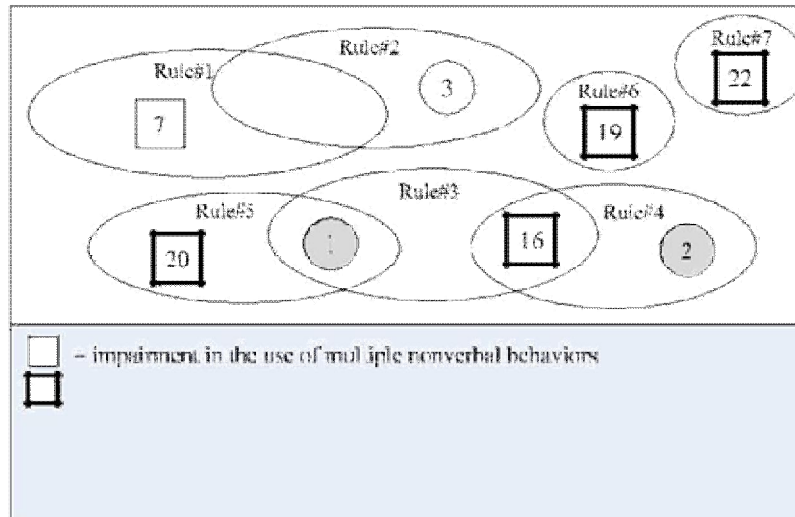 Rule#1
Rule#2
Rule#7
7
3
Rule#6
22
19
Rule#5
Rule#3
Rule#4
20
1
16
2
– impairment in the use of multiple nonverbal behaviors